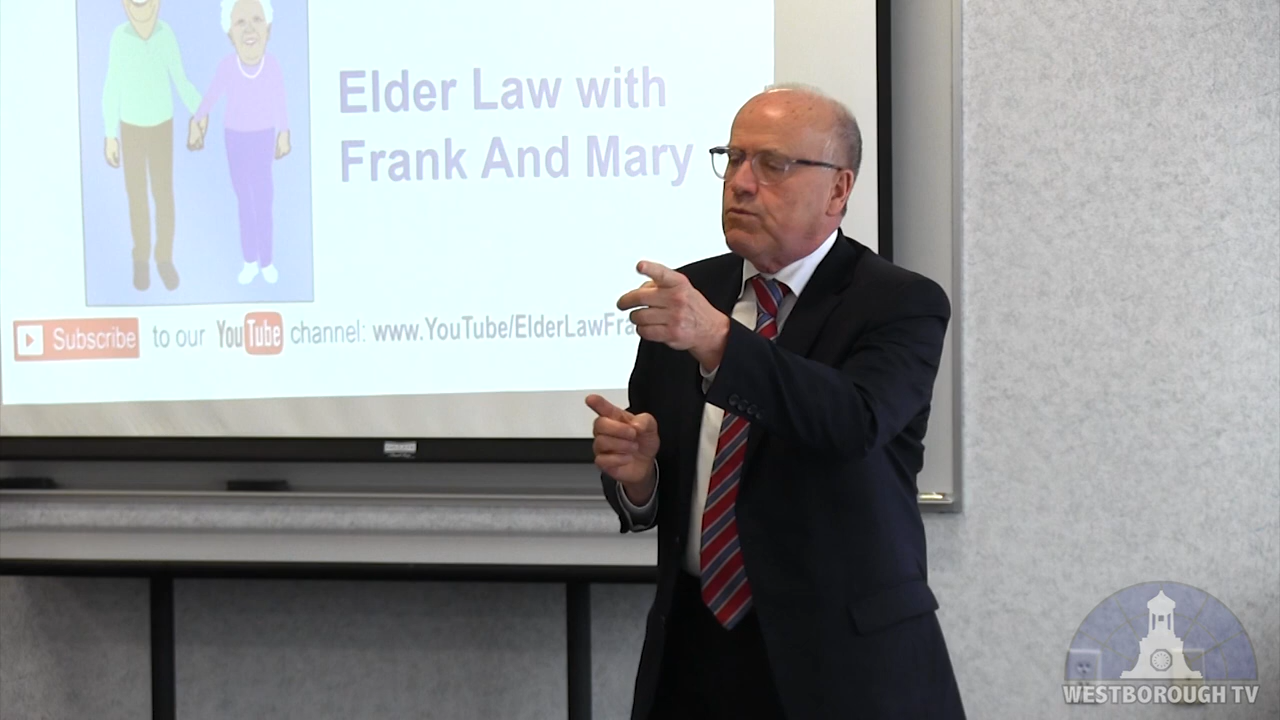 Elder Law with
Frank And Mary
Subscribe to our YouTube channel: www.YouTube/ElderLawFra
WESTBOROUGH TV